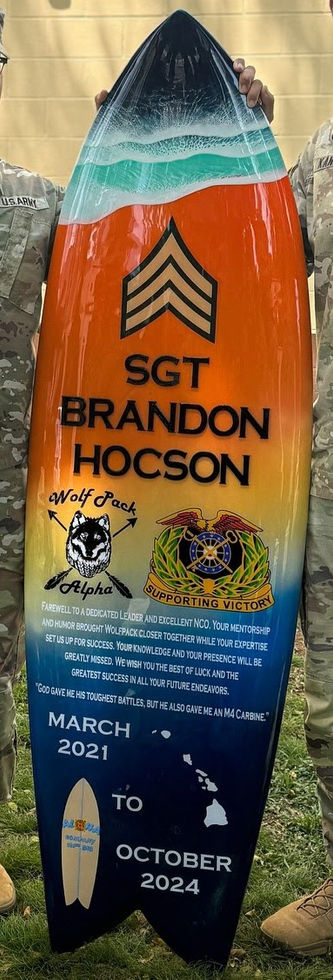 U.S. ARMY
SGT
BRANDON
HOCSON
Wolf Pack
Alpha
SUPPORTING VICTORY
Farewell to a dedicated Leader and excellent NCO. Your mentorship
and humor brought Wolfpack closer together while your expertise
set us up for success. Your knowledge and your presence will be
greatly missed. We wish you the best of luck and the
greatest success in all your future endeavors.
"God gave me his toughest battles, but he also gave me an M4 Carbine."
MARCH
2021
TO
OCTOBER
2024